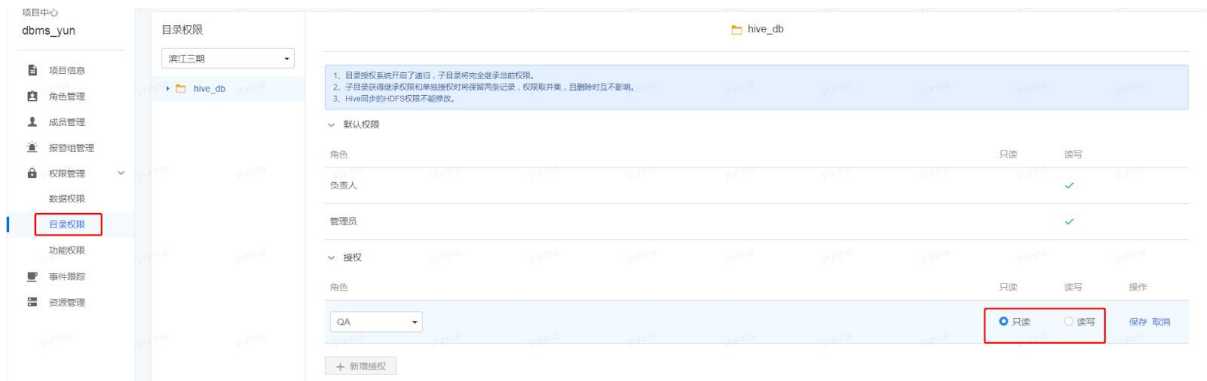 项目中心
dbms_yun
项目信息
角色管理
成员管理
报警组管理
权限管理
数据权限
目录权限
功能权限
事件跟踪
资源管理
目录权限
滨江三期
hive_db
hive_db
1、目录授权系统开启了递归，子目录将完全继承当前权限。
2、子目录获得继承权限和单独授权时将保留两条记录，权限取并集，且删除时互不影响。
3、Hive同步的HDFS权限不能修改。
默认权限
角色 只读 读写
负责人
管理员
授权
角色 只读 读写 操作
QA 只读 读写 保存 取消
+ 新增授权